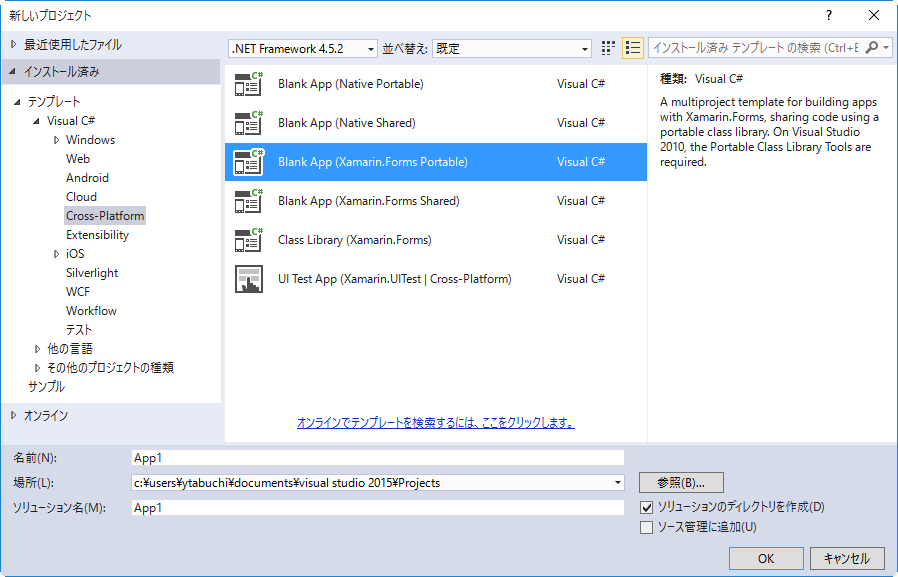 新しいプロジェクト
最近使用したファイル
.NET Framework 4.5.2
並べ替え:
既定
インストール済み テンプレート の検索 (Ctrl+E
インストール済み
テンプレート
Visual C#
Windows
Web
Android
Cloud
Cross-Platform
Extensibility
iOS
Silverlight
WCF
Workflow
テスト
他の言語
その他のプロジェクトの種類
サンプル
オンライン
Blank App (Native Portable) Visual C#
Blank App (Native Shared) Visual C#
Blank App (Xamarin.Forms Portable) Visual C#
Blank App (Xamarin.Forms Shared) Visual C#
Class Library (Xamarin.Forms) Visual C#
UI Test App (Xamarin.UITest | Cross-Platform) Visual C#
オンラインでテンプレートを検索するには、ここをクリックします。
種類: Visual C#
A multiproject template for building apps
with Xamarin.Forms, sharing code using a
portable class library. On Visual Studio
2010, the Portable Class Library Tools are
required.
名前(N): App1
場所(L): c:¥users¥ytabuchi¥documents¥visual studio 2015¥Projects
参照(B)...
ソリューション名(M): App1
ソリューションのディレクトリを作成(D)
ソース管理に追加(U)
OK
キャンセル